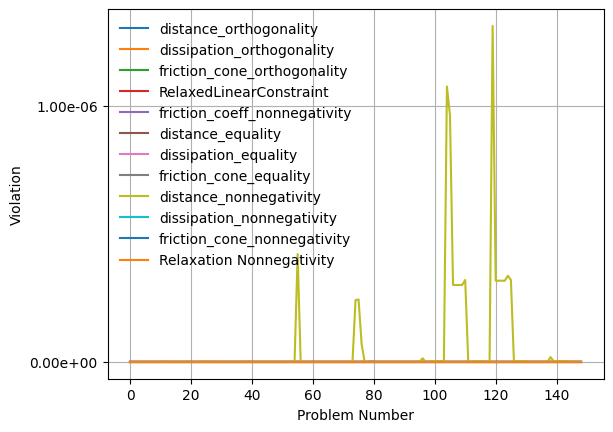 distance_orthogonality
dissipation_orthogonality
friction_cone_orthogonality
RelaxedLinearConstraint
friction_coeff_nonnegativity
distance_equality
dissipation_equality
friction_cone_equality
distance_nonnegativity
dissipation_nonnegativity
friction_cone_nonnegativity
Relaxation Nonnegativity
1.00e-06
0.00e+00
Violation
0 20 40 60 80 100 120 140
Problem Number